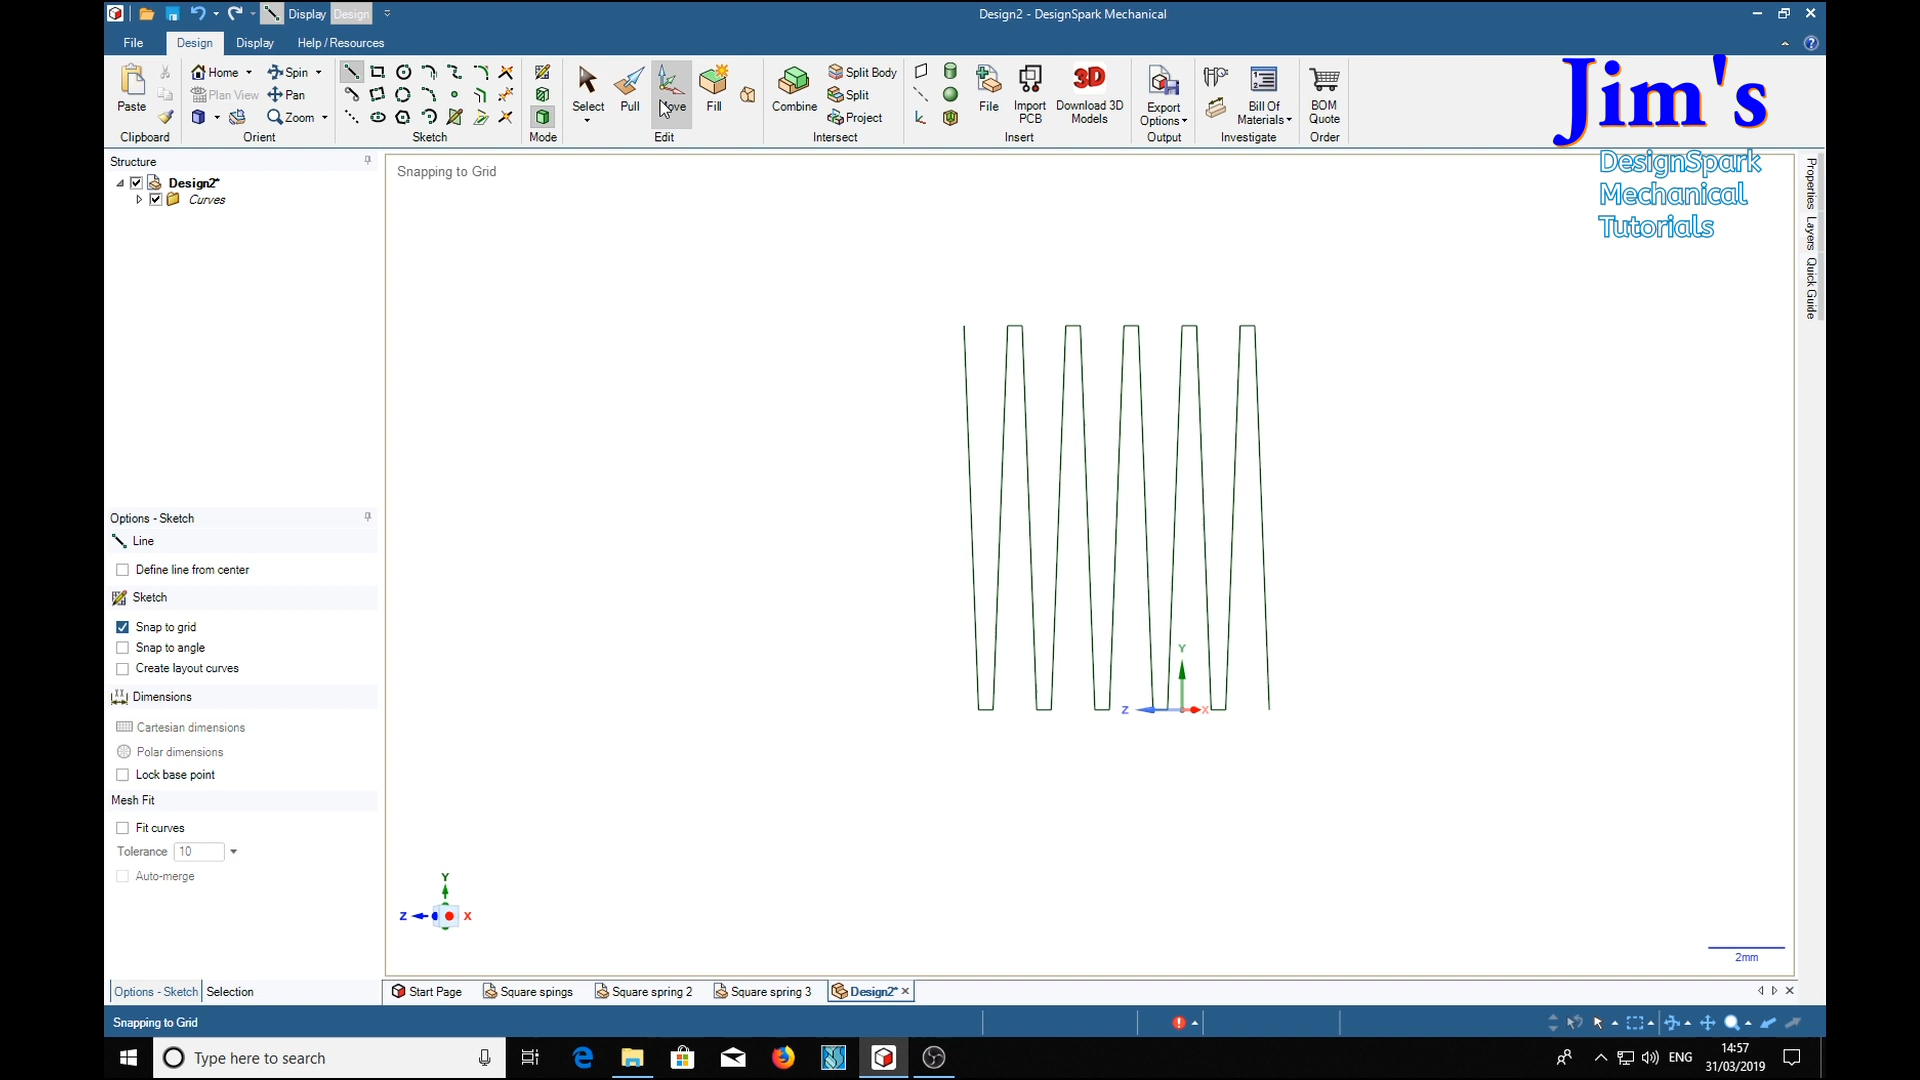 Display Design
Design2 - DesignSpark Mechanical
File Design Display Help / Resources
Paste
Home Spin
Plan View Pan
Zoom
Select Pull Move Fill
Combine
Split Body
Split
Project
File Import PCB Download 3D Models
3D
Export Options
Bill Of Materials
BOM Quote
Clipboard Orient Sketch Mode Edit Intersect Insert Output Investigate Order
Jim's
DesignSpark
Mechanical
Tutorials
Structure
Design2*
Curves
Snapping to Grid
Properties Layers Quick Guide
Options - Sketch
Line
Define line from center
Sketch
Snap to grid
Snap to angle
Create layout curves
Dimensions
Cartesian dimensions
Polar dimensions
Lock base point
Mesh Fit
Fit curves
Tolerance 10
Auto-merge
Y
Z X
Y
Z X
2mm
Options - Sketch Selection
Start Page Square spings Square spring 2 Square spring 3 Design2*
Snapping to Grid
Type here to search
ENG
14:57
31/03/2019